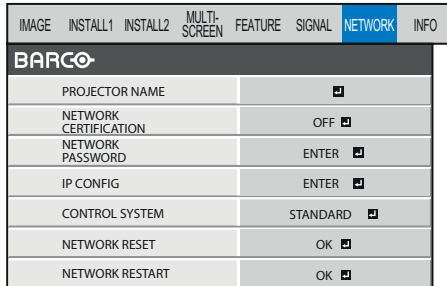 IMAGE INSTALL1 INSTALL2 MULTI-SCREEN FEATURE SIGNAL NETWORK INFO
BARCO
PROJECTOR NAME
NETWORK CERTIFICATION OFF
NETWORK PASSWORD ENTER
IP CONFIG ENTER
CONTROL SYSTEM STANDARD
NETWORK RESET OK
NETWORK RESTART OK